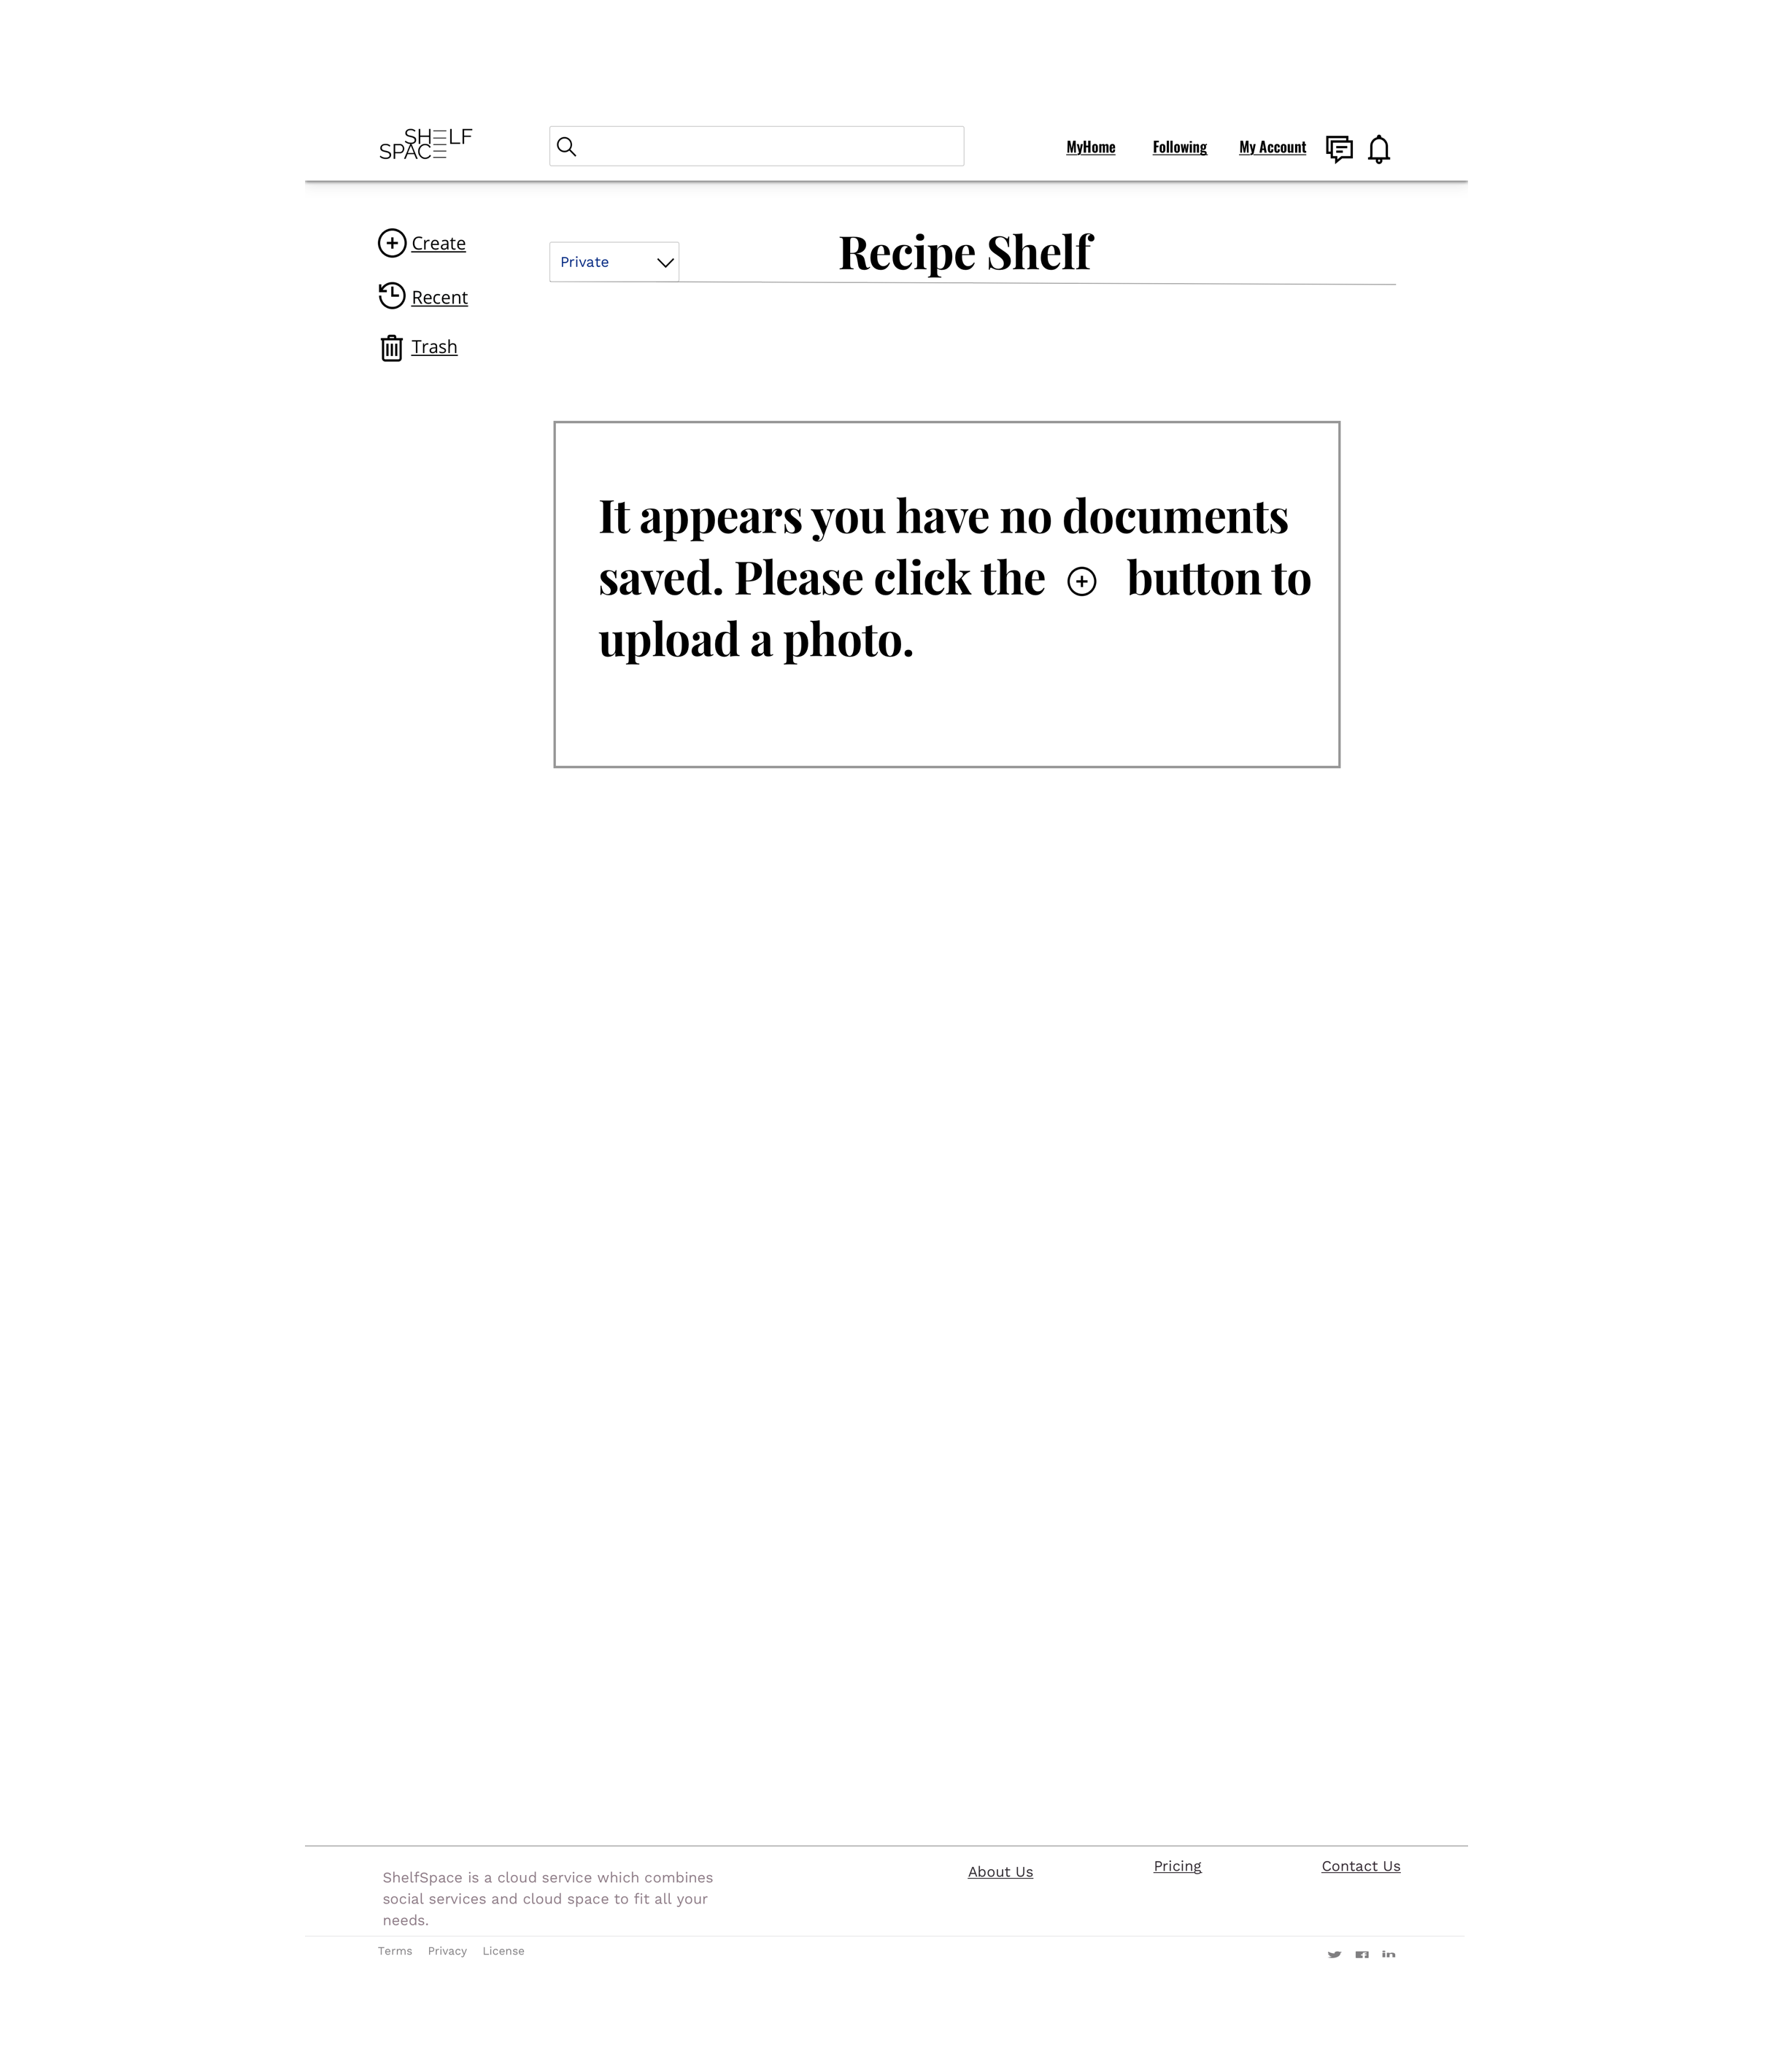 SHELF
SPACE
MyHome Following My Account
Create
Private
Recipe Shelf
Recent
Trash
It appears you have no documents
saved. Please click the button to
upload a photo.
ShelfSpace is a cloud service which combines
social services and cloud space to fit all your
needs.
About Us Pricing Contact Us
Terms Privacy License
in